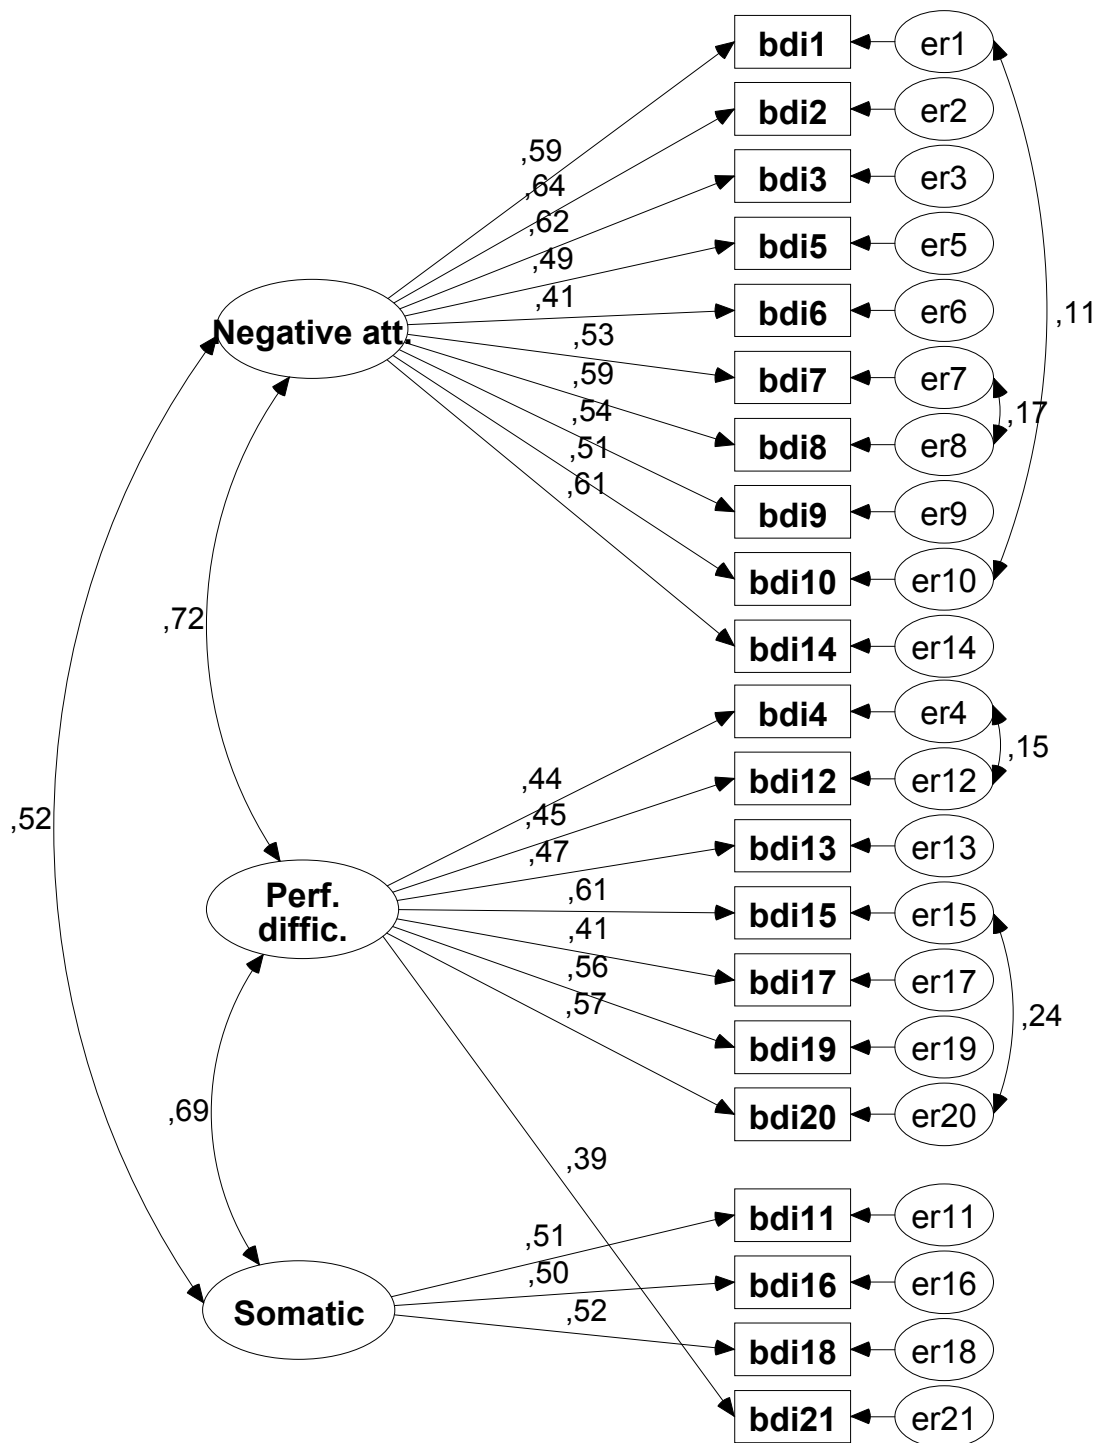 bdi1 er1
bdi2 er2
,59
bdi3 er3
,64
,62
bdi5 er5
,49
,41
bdi6 er6
,11
Negative att.
,53
bdi7 er7
,59
,54
,17
bdi8 er8
,51
,61
bdi9 er9
bdi10 er10
,72
bdi14 er14
bdi4 er4
,15
,44
bdi12 er12
,45
,52
,47
bdi13 er13
,61
Perf.
diffic.
bdi15 er15
,41
,56
bdi17 er17
,57
,24
bdi19 er19
,69
bdi20 er20
,39
bdi11 er11
,51
,50
bdi16 er16
,52
Somatic
bdi18 er18
bdi21 er21